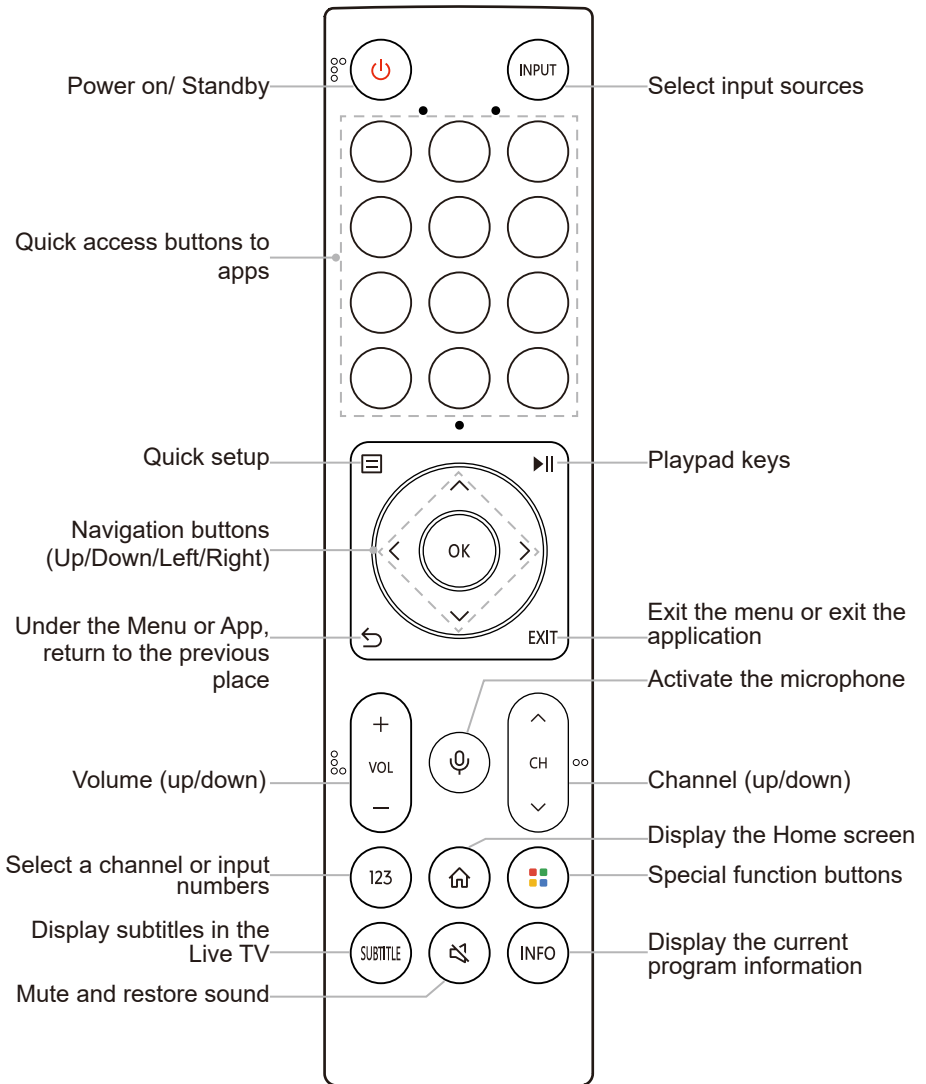 INPUT
Power on/ Standby
Select input sources
Quick access buttons to
apps
Quick setup
Playpad keys
Navigation buttons
(Up/Down/Left/Right)
OK
Under the Menu or App,
return to the previous
place
EXIT
Exit the menu or exit the
application
Activate the microphone
VOL
CH
Volume (up/down)
Channel (up/down)
Display the Home screen
Select a channel or input
numbers
123
Special function buttons
Display subtitles in the
Live TV
SUBTITLE
INFO
Display the current
program information
Mute and restore sound